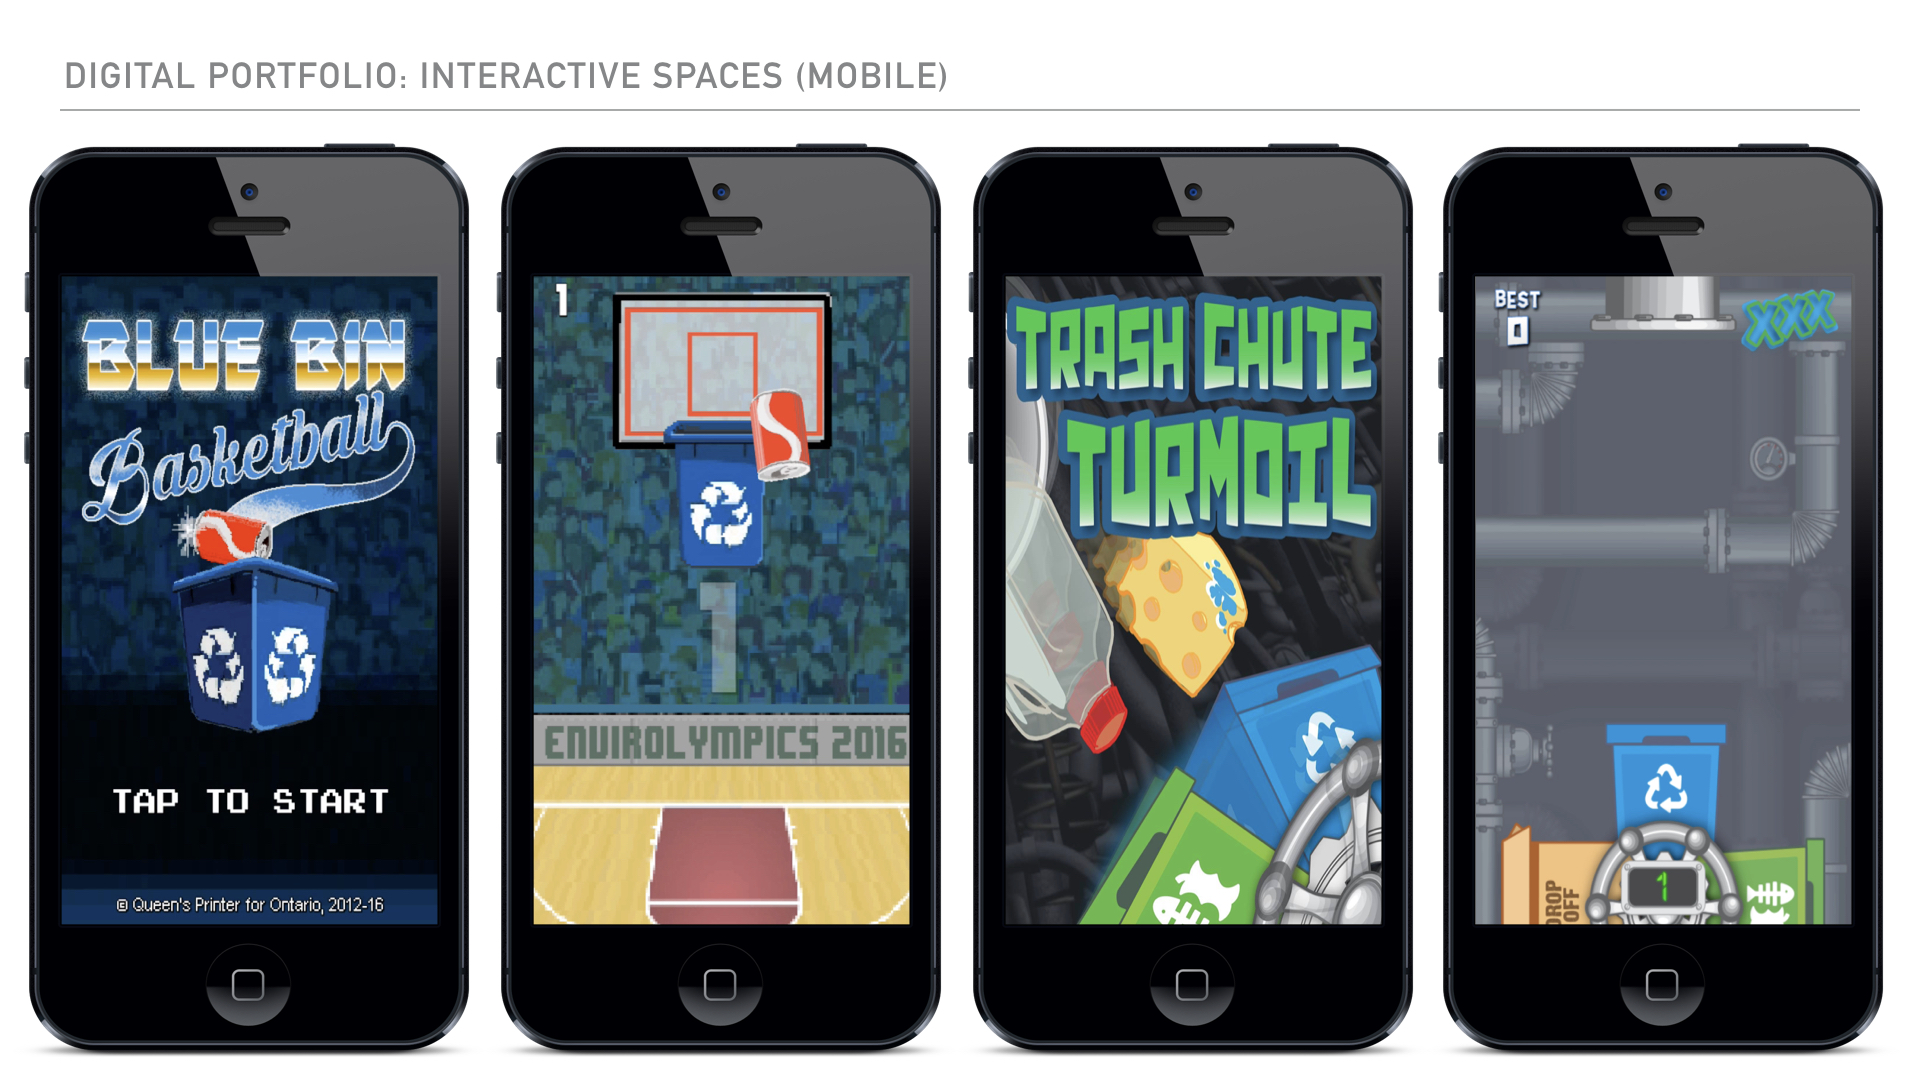 DIGITAL PORTFOLIO: INTERACTIVE SPACES (MOBILE)
BLUE BIN
Basketball
TAP TO START
© Queen's Printer for Ontario, 2012-16
1
1
ENVIROLYMPICS 2016
TRASH CHUTE
TURMOIL
BEST
0
XXX
DROP
OFF
1